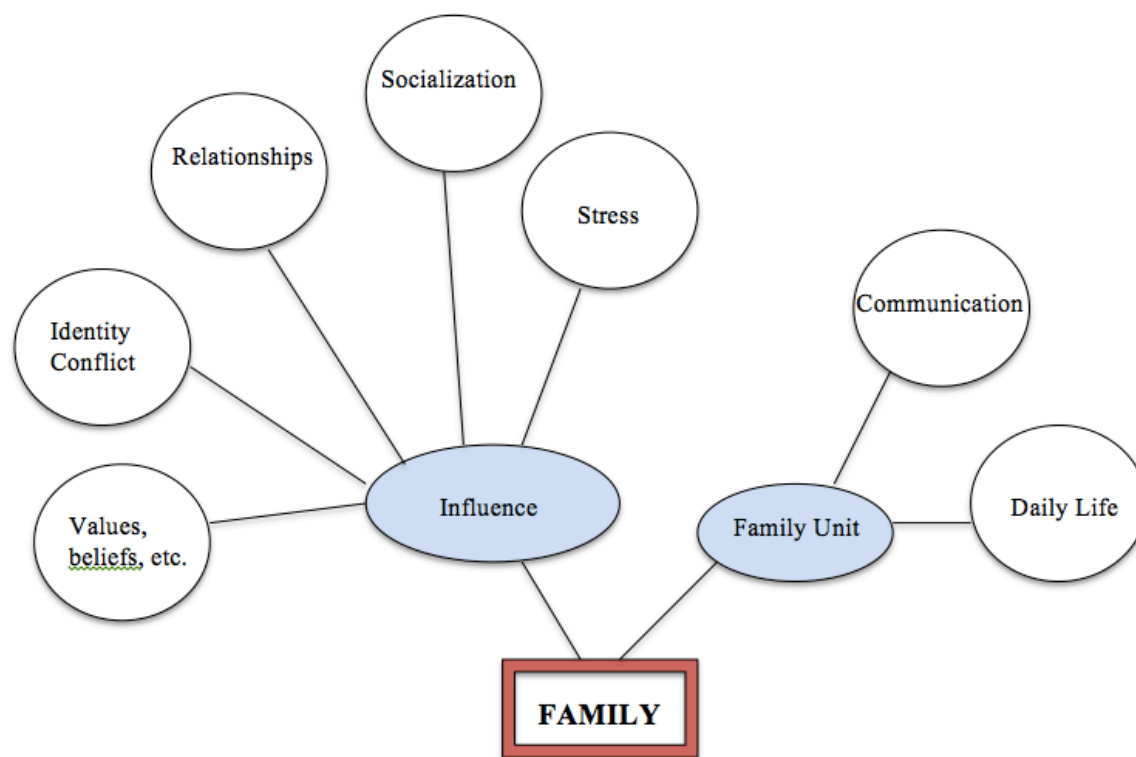 Socialization
Relationships
Stress
Identity
Conflict
Communication
Values,
beliefs, etc.
Influence
Family Unit
Daily Life
FAMILY